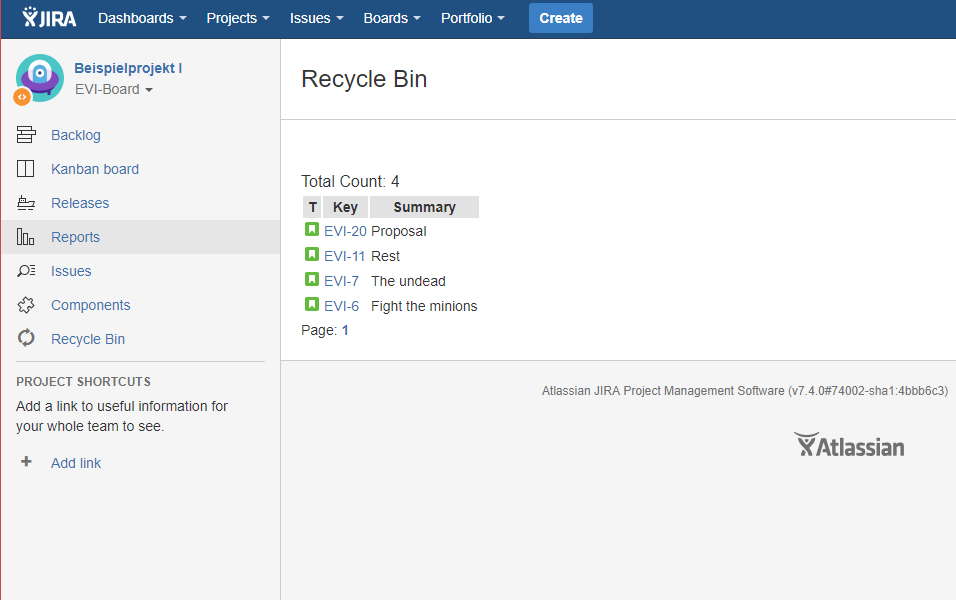 JIRA Dashboards Projects Issues Boards Portfolio Create
Beispielprojekt I
EVI-Board
Backlog
Kanban board
Releases
Reports
Issues
Components
Recycle Bin
PROJECT SHORTCUTS
Add a link to useful information for
your whole team to see.
+ Add link
Recycle Bin
Total Count: 4
T Key Summary
EVI-20 Proposal
EVI-11 Rest
EVI-7 The undead
EVI-6 Fight the minions
Page: 1
Atlassian JIRA Project Management Software (v7.4.0#74002-sha1:4bbb6c3)
Atlassian